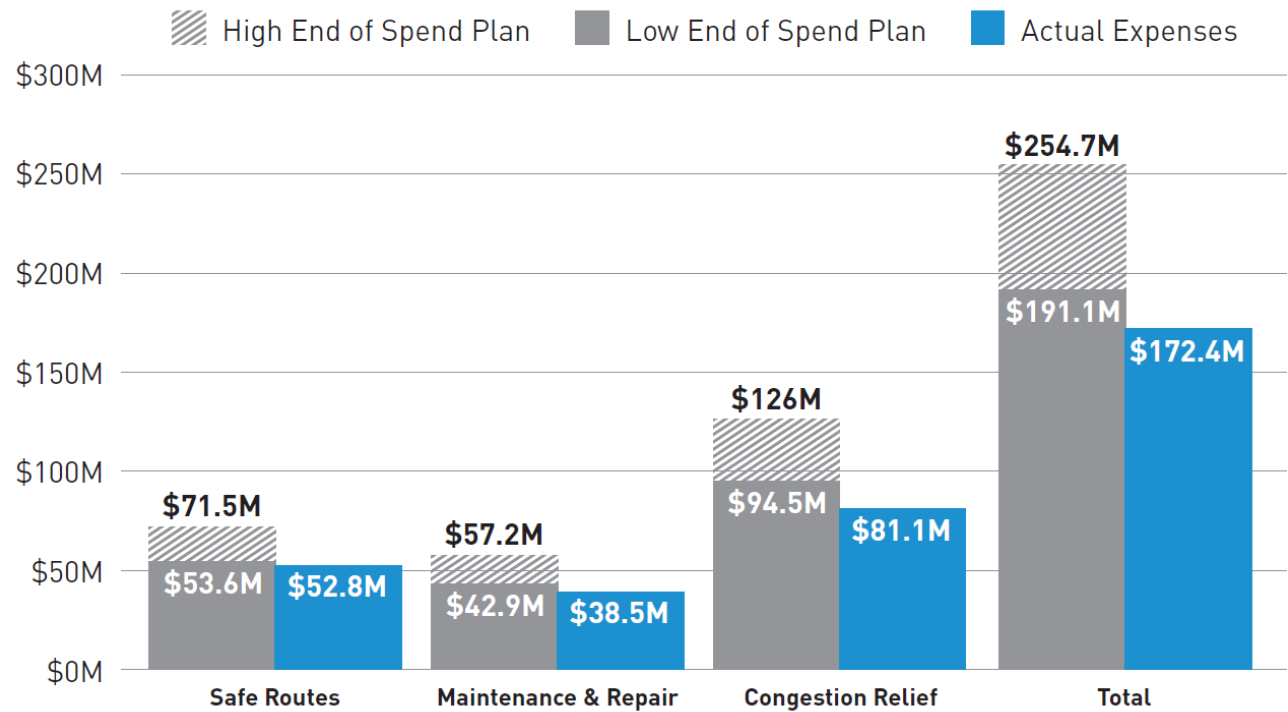 High End of Spend Plan Low End of Spend Plan Actual Expenses
$300M
$250M
$200M
$150M
$100M
$50M
$0M
$71.5M
$53.6M
$52.8M
$57.2M
$42.9M
$38.5M
$126M
$94.5M
$81.1M
$254.7M
$191.1M
$172.4M
Safe Routes Maintenance & Repair Congestion Relief Total